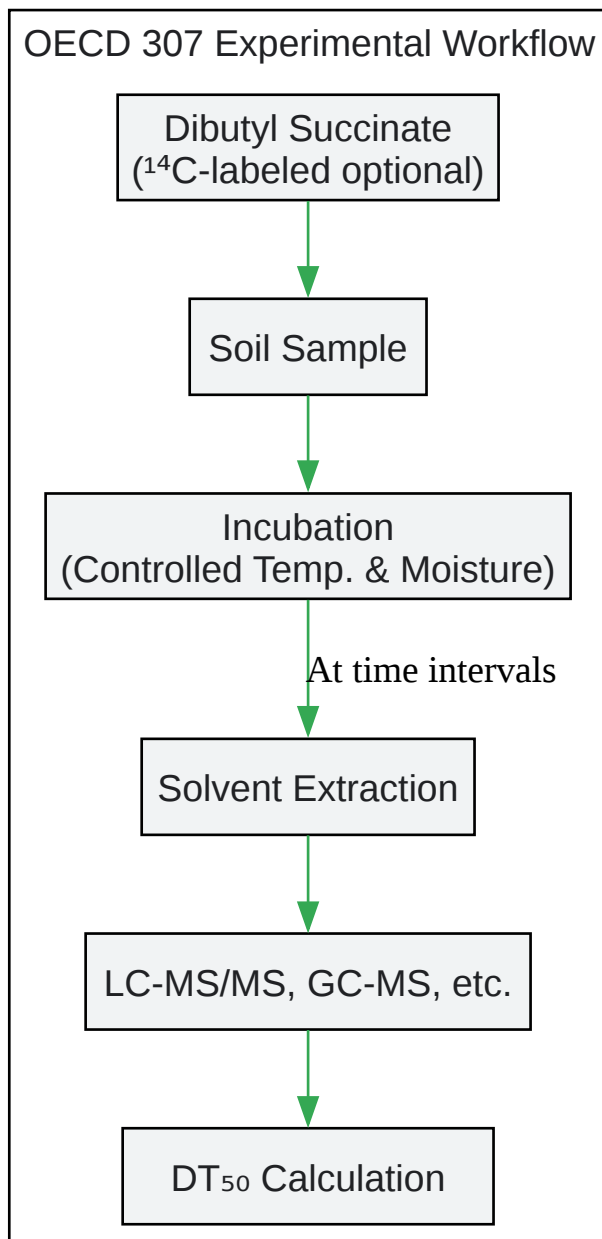 OECD 307 Experimental Workflow
Dibutyl Succinate
(¹⁴C-labeled optional)
Soil Sample
Incubation
(Controlled Temp. & Moisture)
At time intervals
Solvent Extraction
LC-MS/MS, GC-MS, etc.
DT₅₀ Calculation